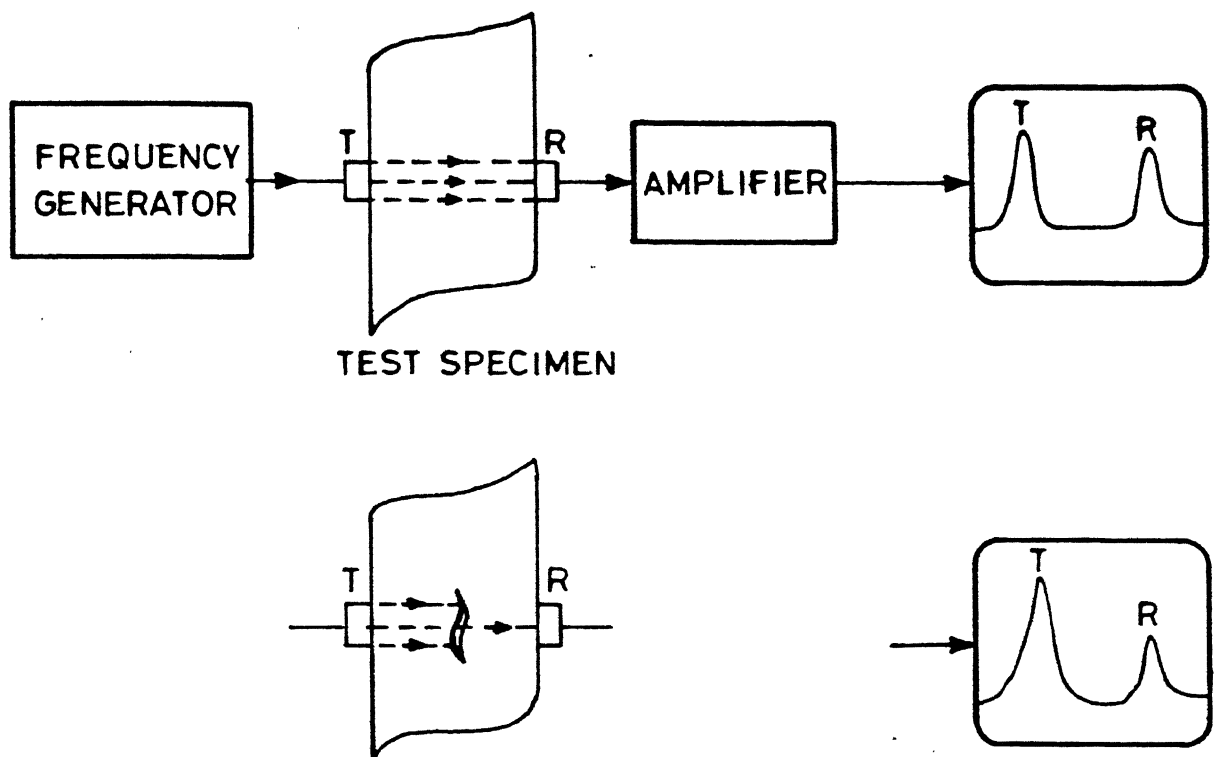 FREQUENCY
GENERATOR
T
R
AMPLIFIER
T
R
TEST SPECIMEN
T
R
T
R